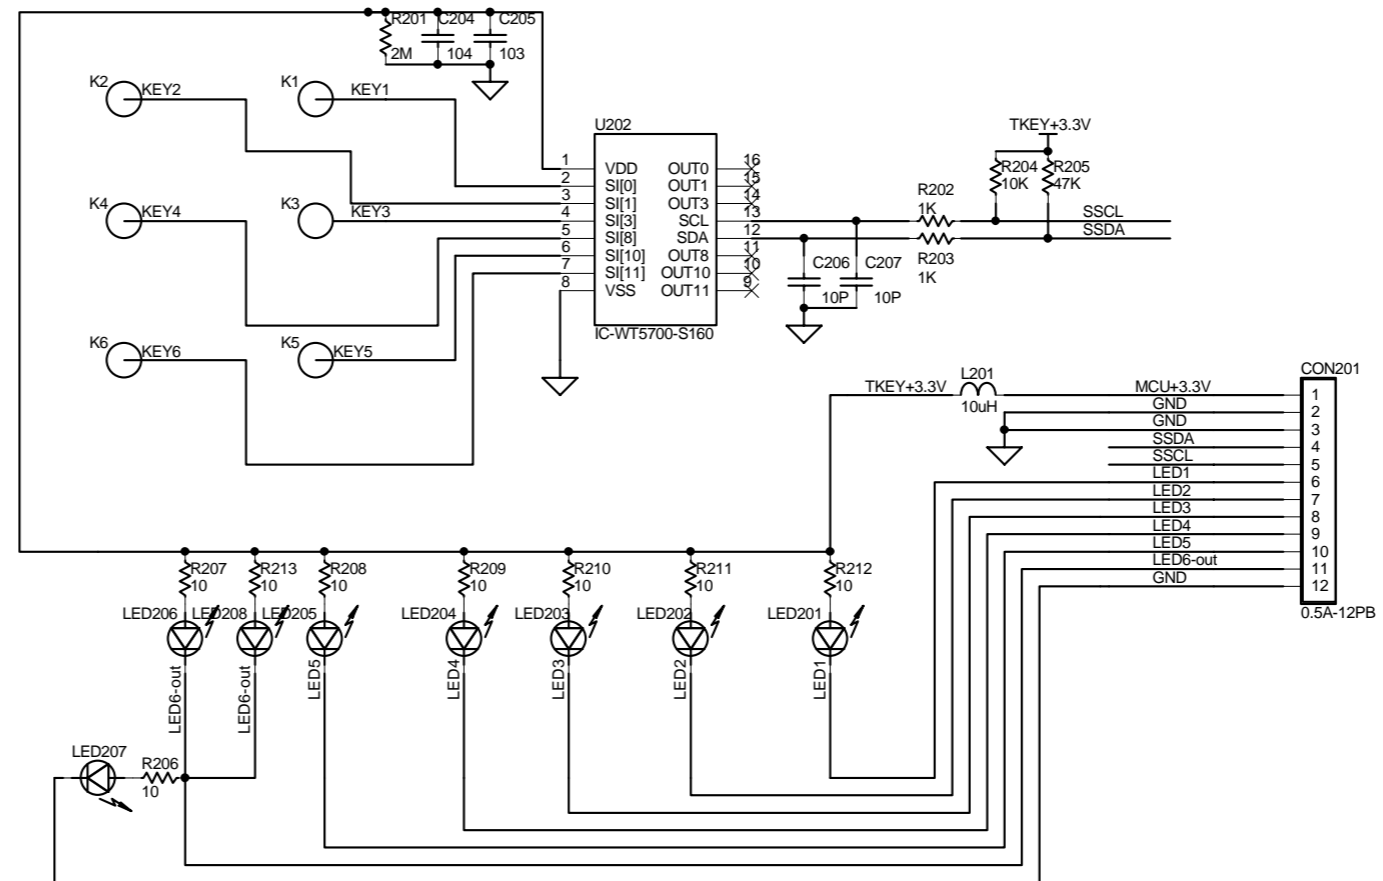 R201 C204 C205
2M 104 103
K2 KEY2 K1 KEY1
U202
TKEY+3.3V
1 VDD OUT0 16
2 SI[0] OUT1 15
3 SI[1] OUT3 14
4 SI[3] SCL 13
5 SI[8] SDA 12
6 SI[10] OUT8 11
7 SI[11] OUT10 10
8 VSS OUT11 9
IC-WT5700-S160
R204 R205
10K 47K
R202
1K
SSCL
SSDA
R203
1K
K4 KEY4 K3 KEY3
C206 C207
10P 10P
K6 KEY6 K5 KEY5
CON201
TKEY+3.3V L201 MCU+3.3V 1
10uH
GND 2
GND 3
SSDA 4
SSCL 5
LED1 6
LED2 7
LED3 8
LED4 9
LED5 10
LED6-out 11
GND 12
0.5A-12PB
R207 R213 R208 R209 R210 R211 R212
10 10 10 10 10 10 10
LED206 LED208 LED205 LED204 LED203 LED202 LED201
LED6-out LED6-out LED5 LED4 LED3 LED2 LED1
LED207 R206
10